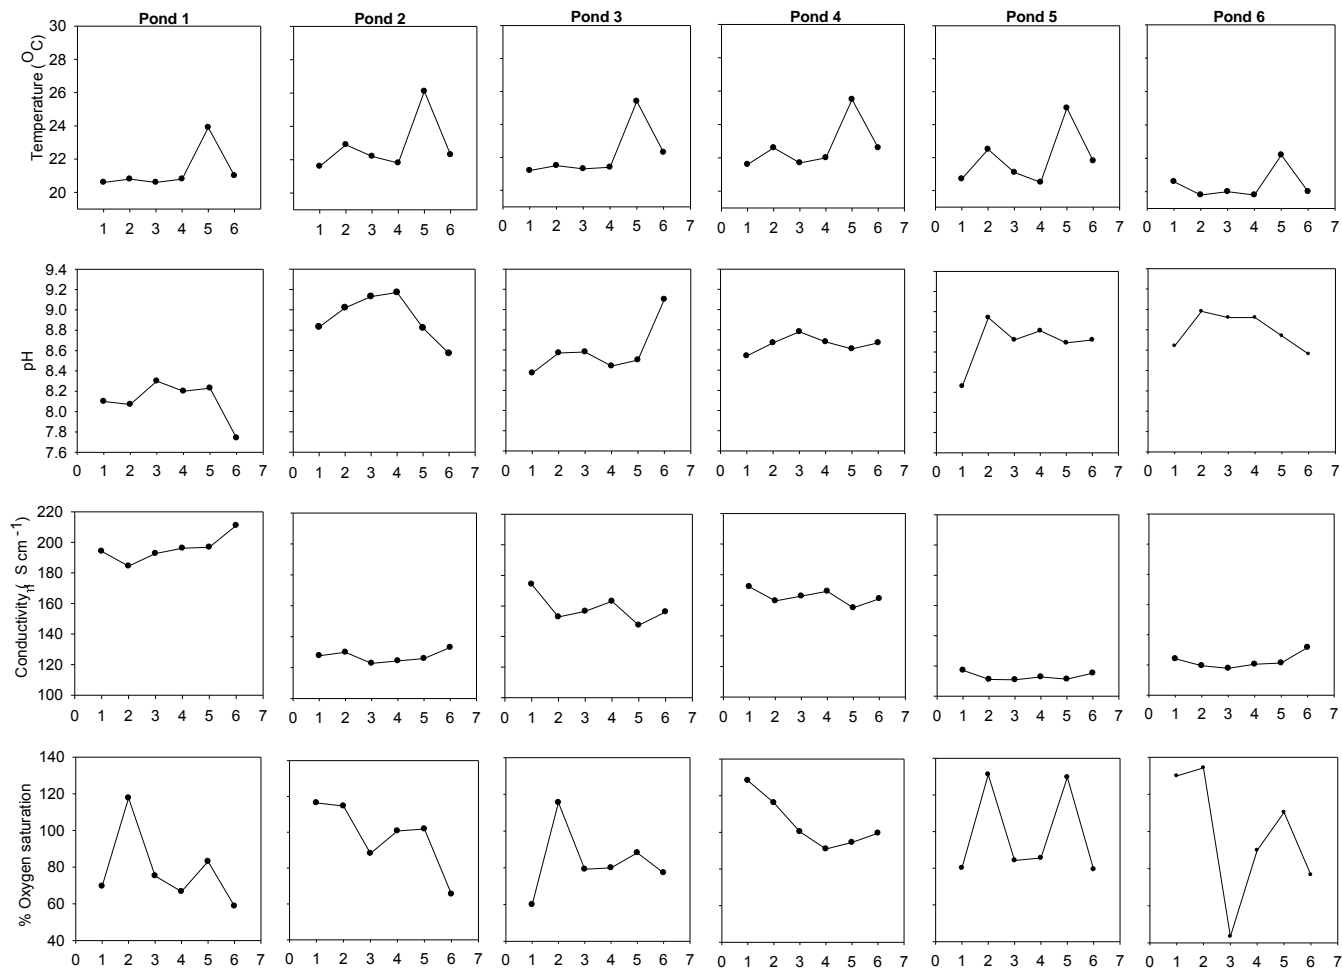 Pond 1 Pond 2 Pond 3 Pond 4 Pond 5 Pond 6
Temperature ( OC)
30
28
26
24
22
20
1 2 3 4 5 6
1 2 3 4 5 6
0 1 2 3 4 5 6 7
0 1 2 3 4 5 6 7
0 1 2 3 4 5 6 7
0 1 2 3 4 5 6 7
pH
9.4
9.2
9.0
8.8
8.6
8.4
8.2
8.0
7.8
7.6
0 1 2 3 4 5 6 7
0 1 2 3 4 5 6 7
0 1 2 3 4 5 6 7
0 1 2 3 4 5 6 7
0 1 2 3 4 5 6 7
0 1 2 3 4 5 6 7
Conductivity ( S cm-1)
220
200
180
160
140
120
100
0 1 2 3 4 5 6 7
0 1 2 3 4 5 6 7
0 1 2 3 4 5 6 7
0 1 2 3 4 5 6 7
0 1 2 3 4 5 6 7
0 1 2 3 4 5 6 7
% Oxygen saturation
140
120
100
80
60
40
0 1 2 3 4 5 6 7
0 1 2 3 4 5 6 7
0 1 2 3 4 5 6 7
0 1 2 3 4 5 6 7
0 1 2 3 4 5 6 7
0 1 2 3 4 5 6 7